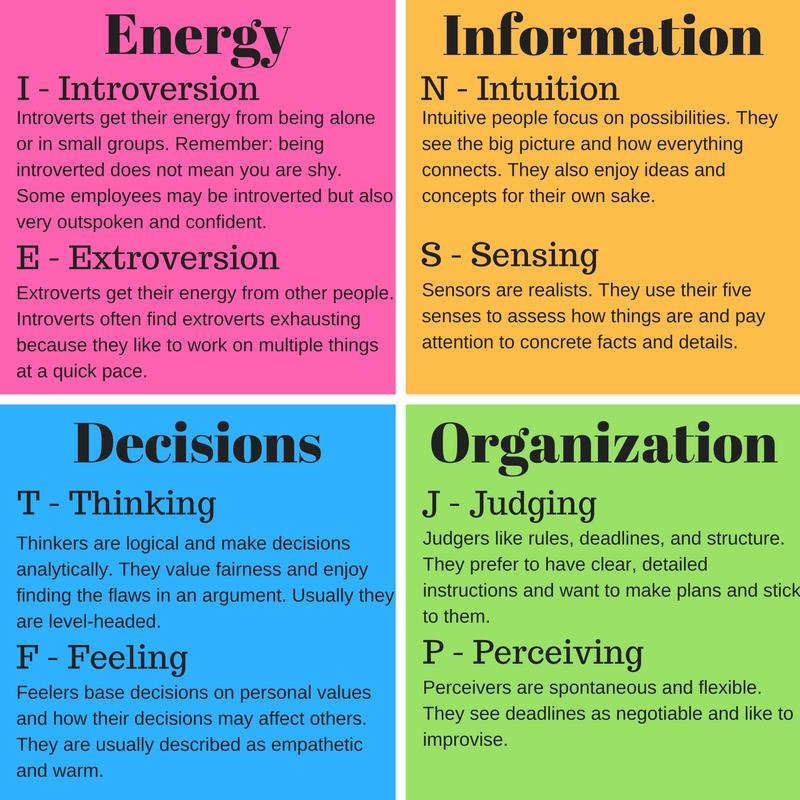 Energy
I - Introversion
Introverts get their energy from being alone
or in small groups. Remember: being
introverted does not mean you are shy.
Some employees may be introverted but also
very outspoken and confident.
E - Extroversion
Extroverts get their energy from other people.
Introverts often find extroverts exhausting
because they like to work on multiple things
at a quick pace.
Information
N - Intuition
Intuitive people focus on possibilities. They
see the big picture and how everything
connects. They also enjoy ideas and
concepts for their own sake.
S - Sensing
Sensors are realists. They use their five
senses to assess how things are and pay
attention to concrete facts and details.
Decisions
T - Thinking
Thinkers are logical and make decisions
analytically. They value fairness and enjoy
finding the flaws in an argument. Usually they
are level-headed.
F - Feeling
Feelers base decisions on personal values
and how their decisions may affect others.
They are usually described as empathetic
and warm.
Organization
J - Judging
Judgers like rules, deadlines, and structure.
They prefer to have clear, detailed
instructions and want to make plans and stick
to them.
P - Perceiving
Perceivers are spontaneous and flexible.
They see deadlines as negotiable and like to
improvise.